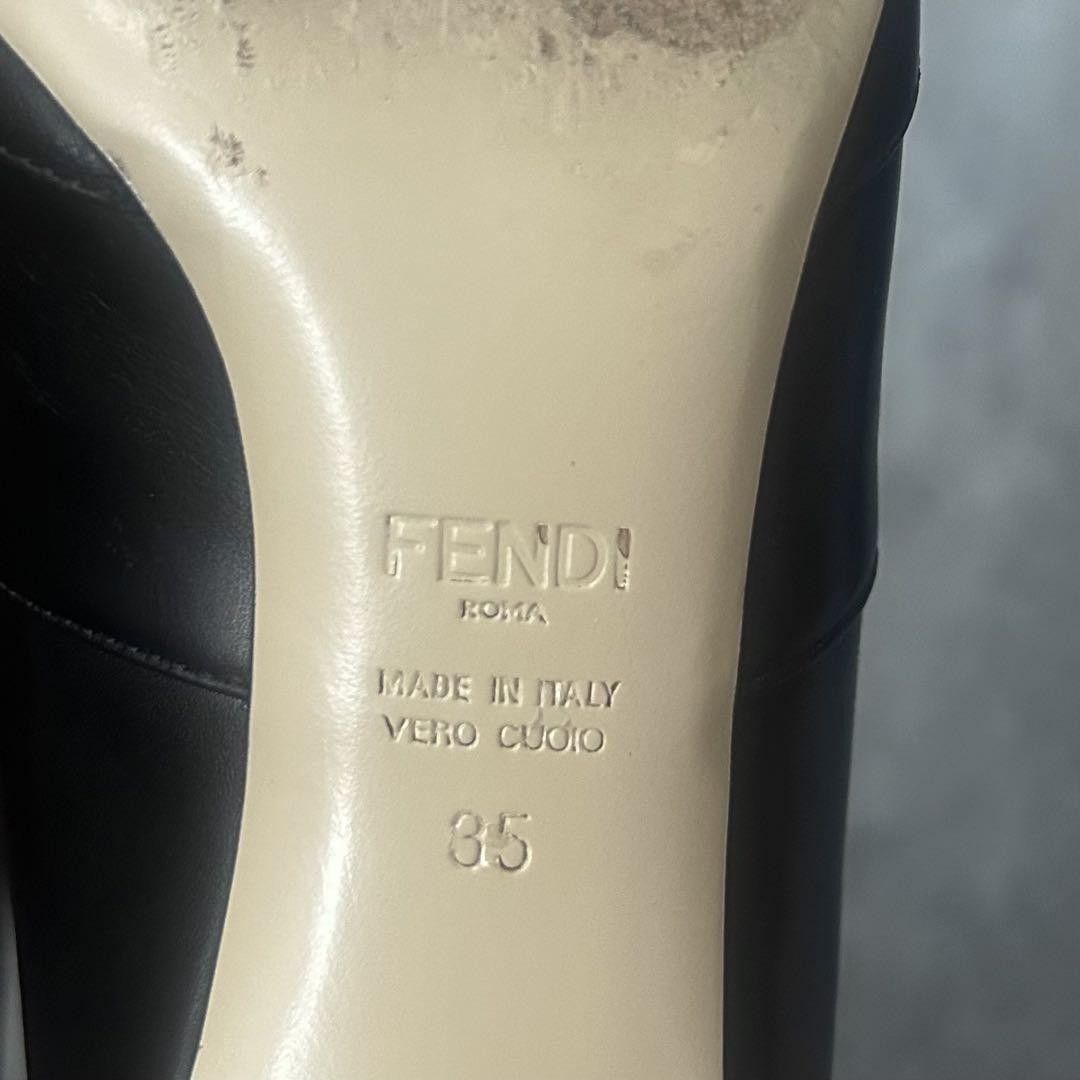 FENDI
ROMA
MADE IN ITALY
VERO CUOIO
35